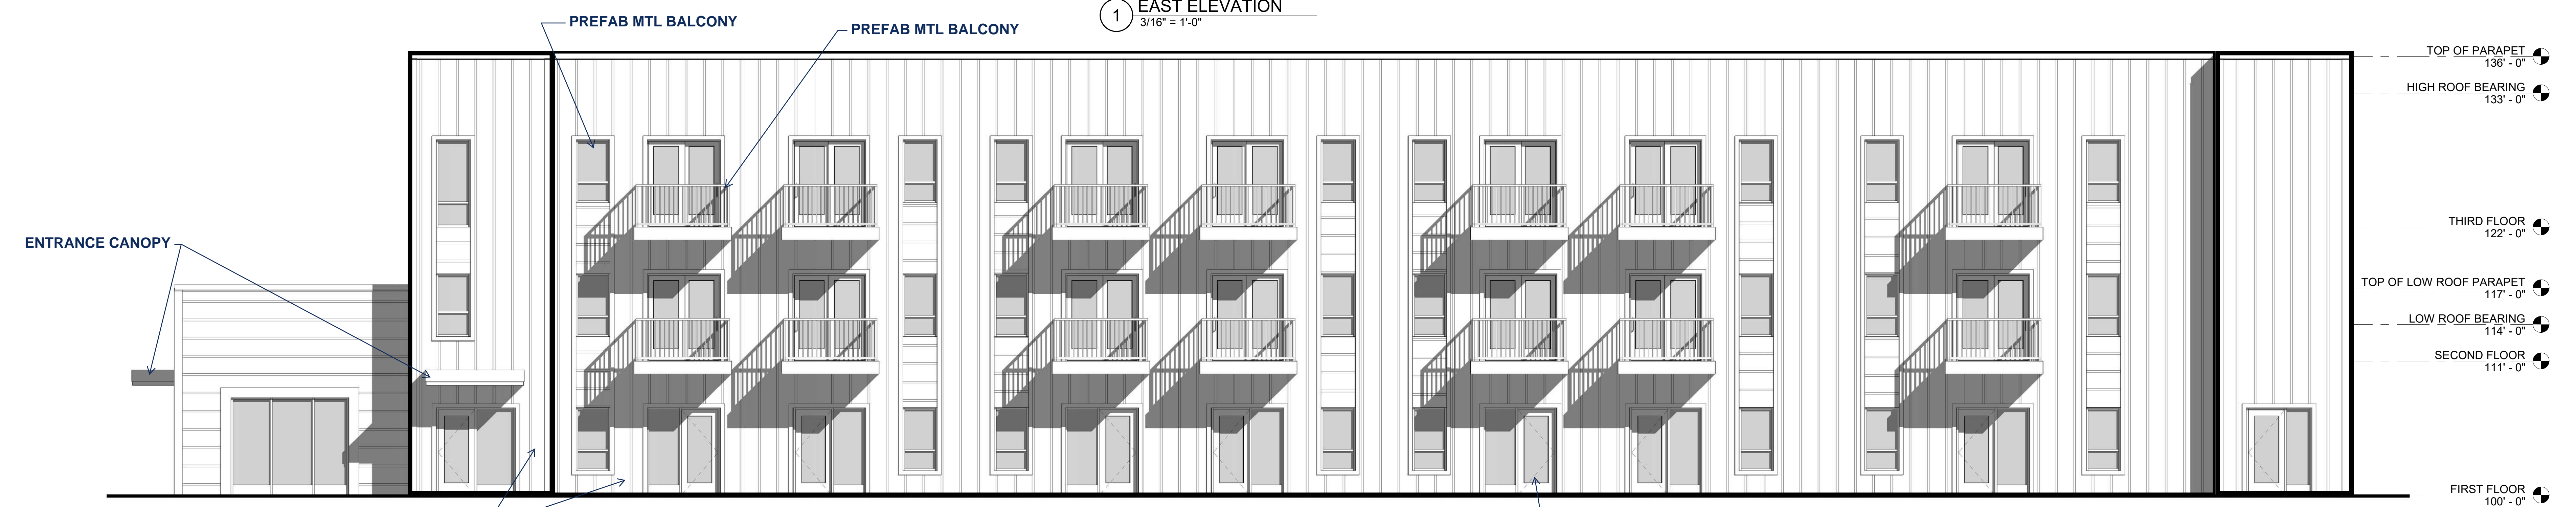 1
EAST ELEVATION
3/16" = 1'-0"
PREFAB MTL BALCONY
PREFAB MTL BALCONY
ENTRANCE CANOPY
TOP OF PARAPET
136' - 0"
HIGH ROOF BEARING
133' - 0"
THIRD FLOOR
122' - 0"
TOP OF LOW ROOF PARAPET
117' - 0"
LOW ROOF BEARING
114' - 0"
SECOND FLOOR
111' - 0"
FIRST FLOOR
100' - 0"